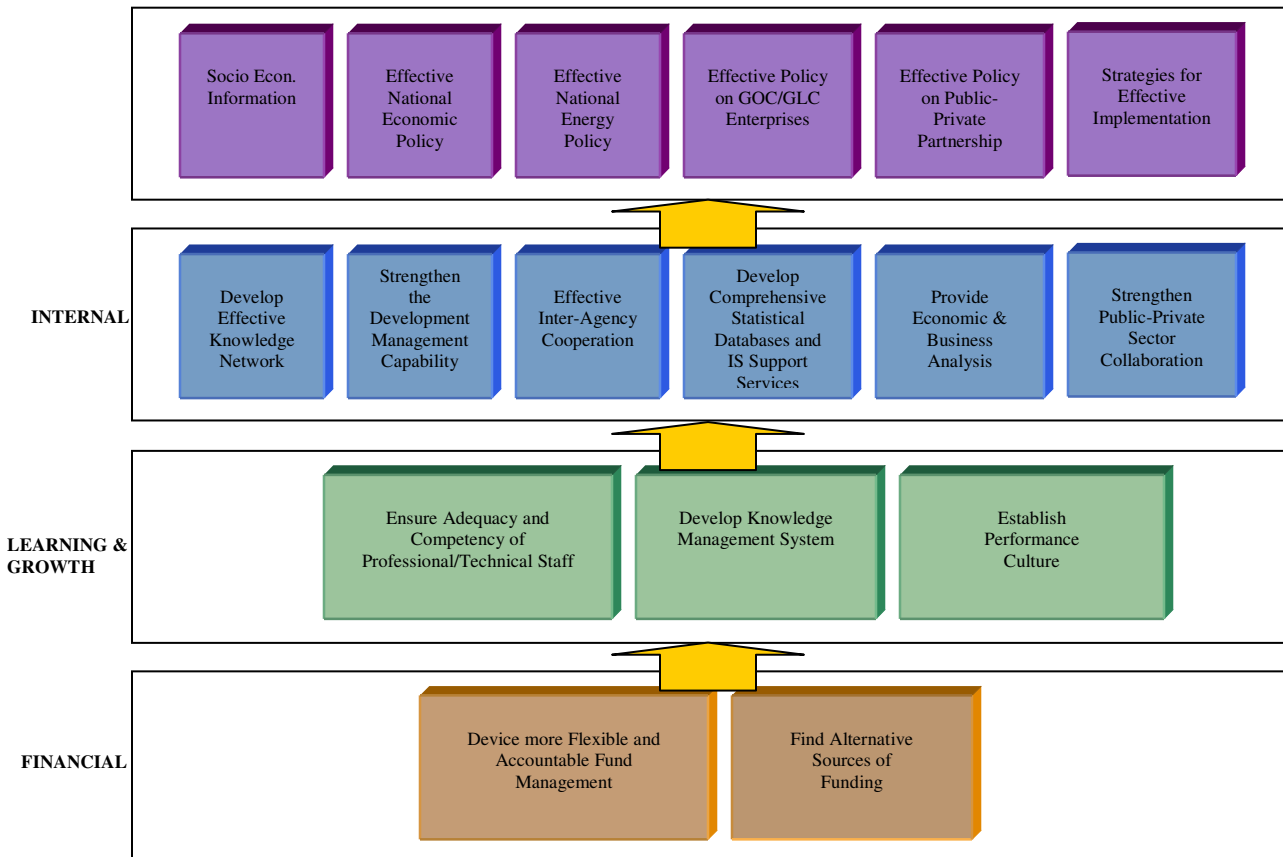 Socio Econ.
Information
Effective
National
Economic
Policy
Effective
National
Energy
Policy
Effective Policy
on GOC/GLC
Enterprises
Effective Policy
on Public-
Private
Partnership
Strategies for
Effective
Implementation
INTERNAL
Develop
Effective
Knowledge
Network
Strengthen
the
Development
Management
Capability
Effective
Inter-Agency
Cooperation
Develop
Comprehensive
Statistical
Databases and
IS Support
Services
Provide
Economic &
Business
Analysis
Strengthen
Public-Private
Sector
Collaboration
LEARNING &
GROWTH
Ensure Adequacy and
Competency of
Professional/Technical Staff
Develop Knowledge
Management System
Establish
Performance
Culture
FINANCIAL
Device more Flexible and
Accountable Fund
Management
Find Alternative
Sources of
Funding